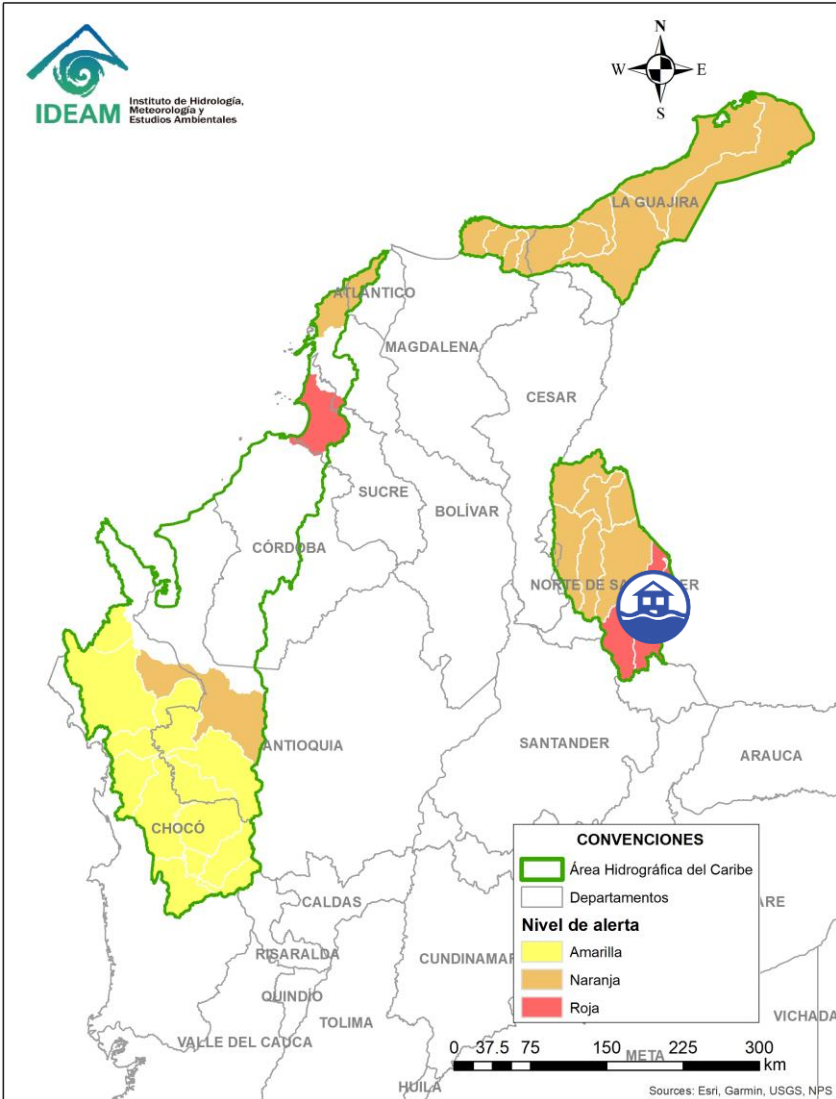 IDEAM
Instituto de Hidrología,
Meteorología y
Estudios Ambientales
N
W
E
S
LA GUAJIRA
ATLÁNTICO
MAGDALENA
CESAR
SUCRE
BOLÍVAR
CÓRDOBA
NORTE DE SA ER
ANTIOQUIA
SANTANDER
ARAUCA
CHOCÓ
CALDAS
RISARALDA
CUNDINAMAR
ARE
QUINDÍO
TOLIMA
VICHADA
VALLE DEL CAUCA
META
HUILA
CONVENCIONES
Área Hidrográfica del Caribe
Departamentos
Nivel de alerta
Amarilla
Naranja
Roja
0 37.5 75 150 225 300
km
Sources: Esri, Garmin, USGS, NPS